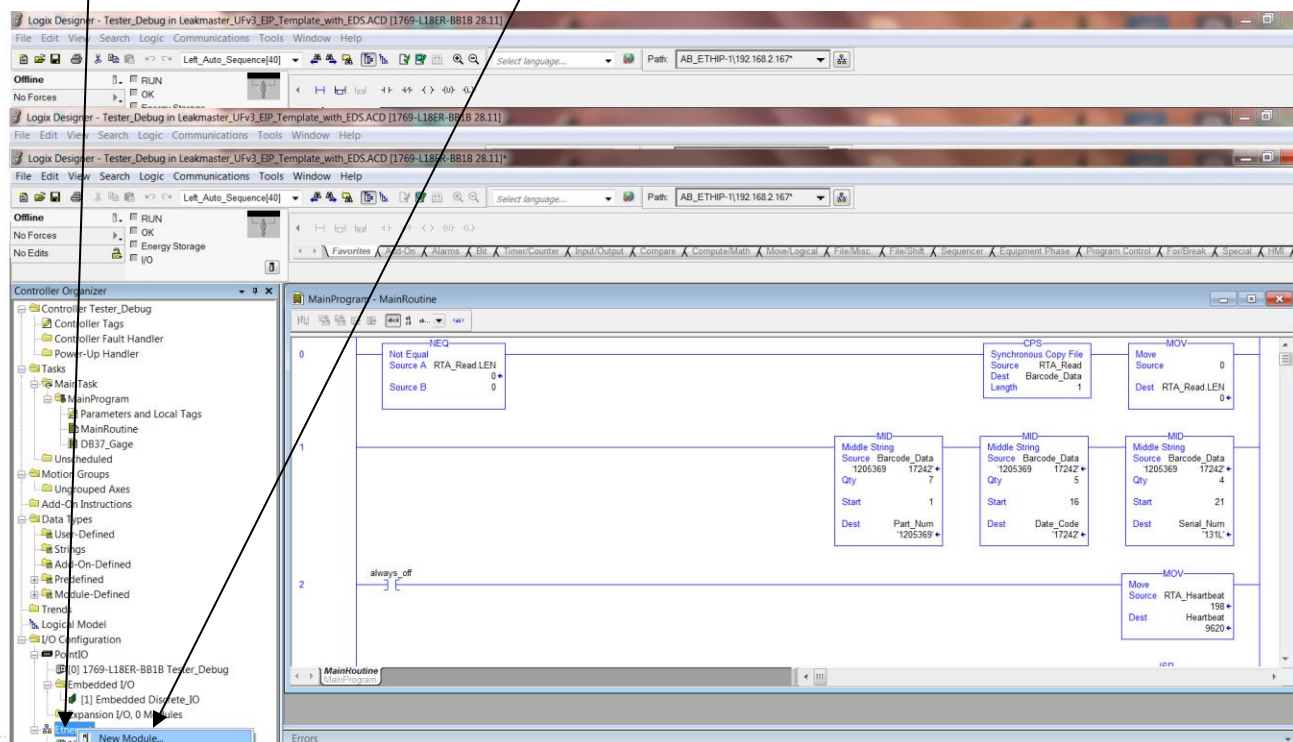 Logix Designer - Tester_Debug in Leakmaster_UFv3_EIP_Template_with_EDS.ACD [1769-L18ER-BB1B 28.11]
File Edit View Search Logic Communications Tools Window Help
Left_Auto_Sequence[40] Select language... Path: AB_ETHIP-1\192.168.2.167*
Offline RUN
No Forces OK
Energy Storage
Logix Designer - Tester_Debug in Leakmaster_UFv3_EIP_Template_with_EDS.ACD [1769-L18ER-BB1B 28.11]
File Edit View Search Logic Communications Tools Window Help
Logix Designer - Tester_Debug in Leakmaster_UFv3_EIP_Template_with_EDS.ACD [1769-L18ER-BB1B 28.11]*
File Edit View Search Logic Communications Tools Window Help
Left_Auto_Sequence[40] Select language... Path: AB_ETHIP-1\192.168.2.167*
Offline RUN
No Forces OK
No Edits Energy Storage
I/O
Favorites Add-On Alarms Bit Timer/Counter Input/Output Compare Compute/Math Move/Logical File/Misc. File/Shift Sequencer Equipment Phase Program Control For/Break Special HMI
Controller Organizer
Controller Tester_Debug
Controller Tags
Controller Fault Handler
Power-Up Handler
Tasks
MainTask
MainProgram
Parameters and Local Tags
MainRoutine
DB37_Gage
Unscheduled
Motion Groups
Ungrouped Axes
Add-On Instructions
Data Types
User-Defined
Strings
Add-On-Defined
Predefined
Module-Defined
Trends
Logical Model
I/O Configuration
PointIO
[0] 1769-L18ER-BB1B Tester_Debug
Embedded I/O
[1] Embedded Discrete_IO
Expansion I/O, 0 Modules
New Module...
MainProgram - MainRoutine
0
NEQ
Not Equal
Source A RTA_Read.LEN
0
Source B 0
CPS
Synchronous Copy File
Source RTA_Read
Dest Barcode_Data
Length 1
MOV
Move
Source 0
Dest RTA_Read.LEN
0
1
MID
Middle String
Source Barcode_Data
'1205369 17242'
Qty 7
Start 1
Dest Part_Num
'1205369'
MID
Middle String
Source Barcode_Data
'1205369 17242'
Qty 5
Start 16
Dest Date_Code
'17242'
MID
Middle String
Source Barcode_Data
'1205369 17242'
Qty 4
Start 21
Dest Serial_Num
'131L'
2
always_off
MOV
Move
Source RTA_Heartbeat
198
Dest Heartbeat
9620
MainRoutine
MainProgram
Errors